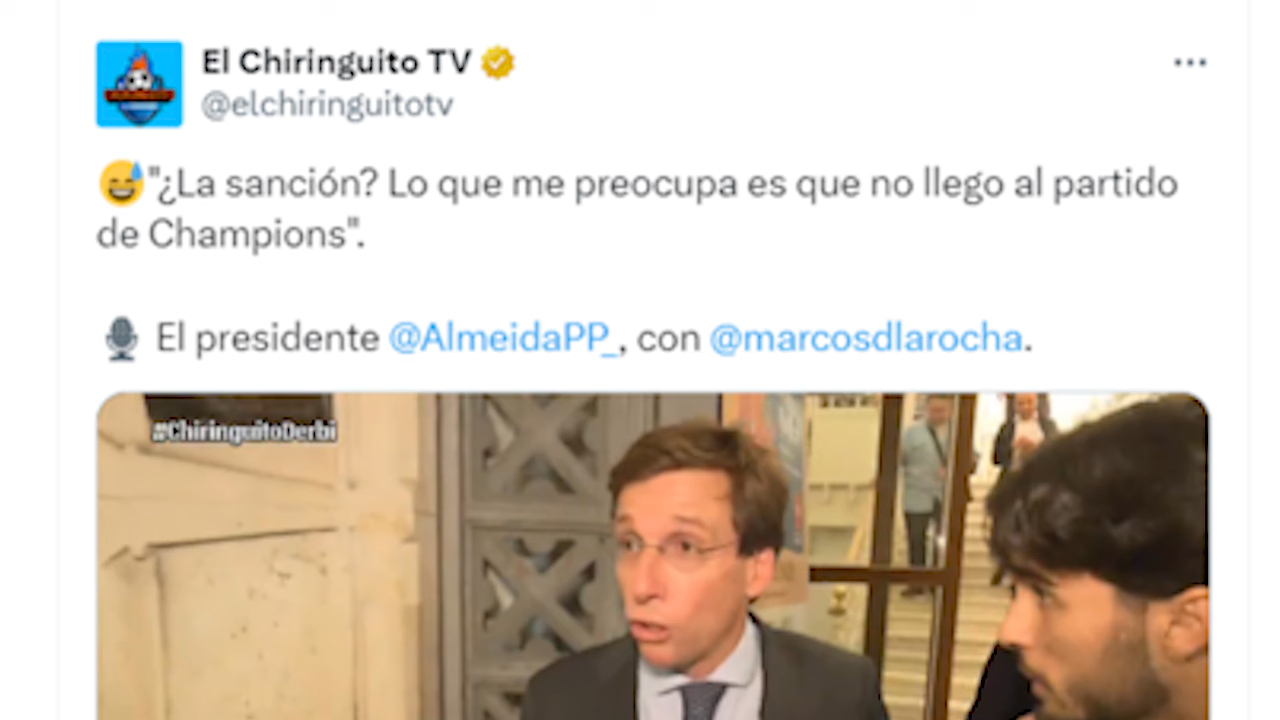 El Chiringuito TV
@elchiringuitotv
😅"¿La sanción? Lo que me preocupa es que no llego al partido
de Champions".
🎙️ El presidente @AlmeidaPP_, con @marcosdlarocha.
#ChiringuitoDerbi